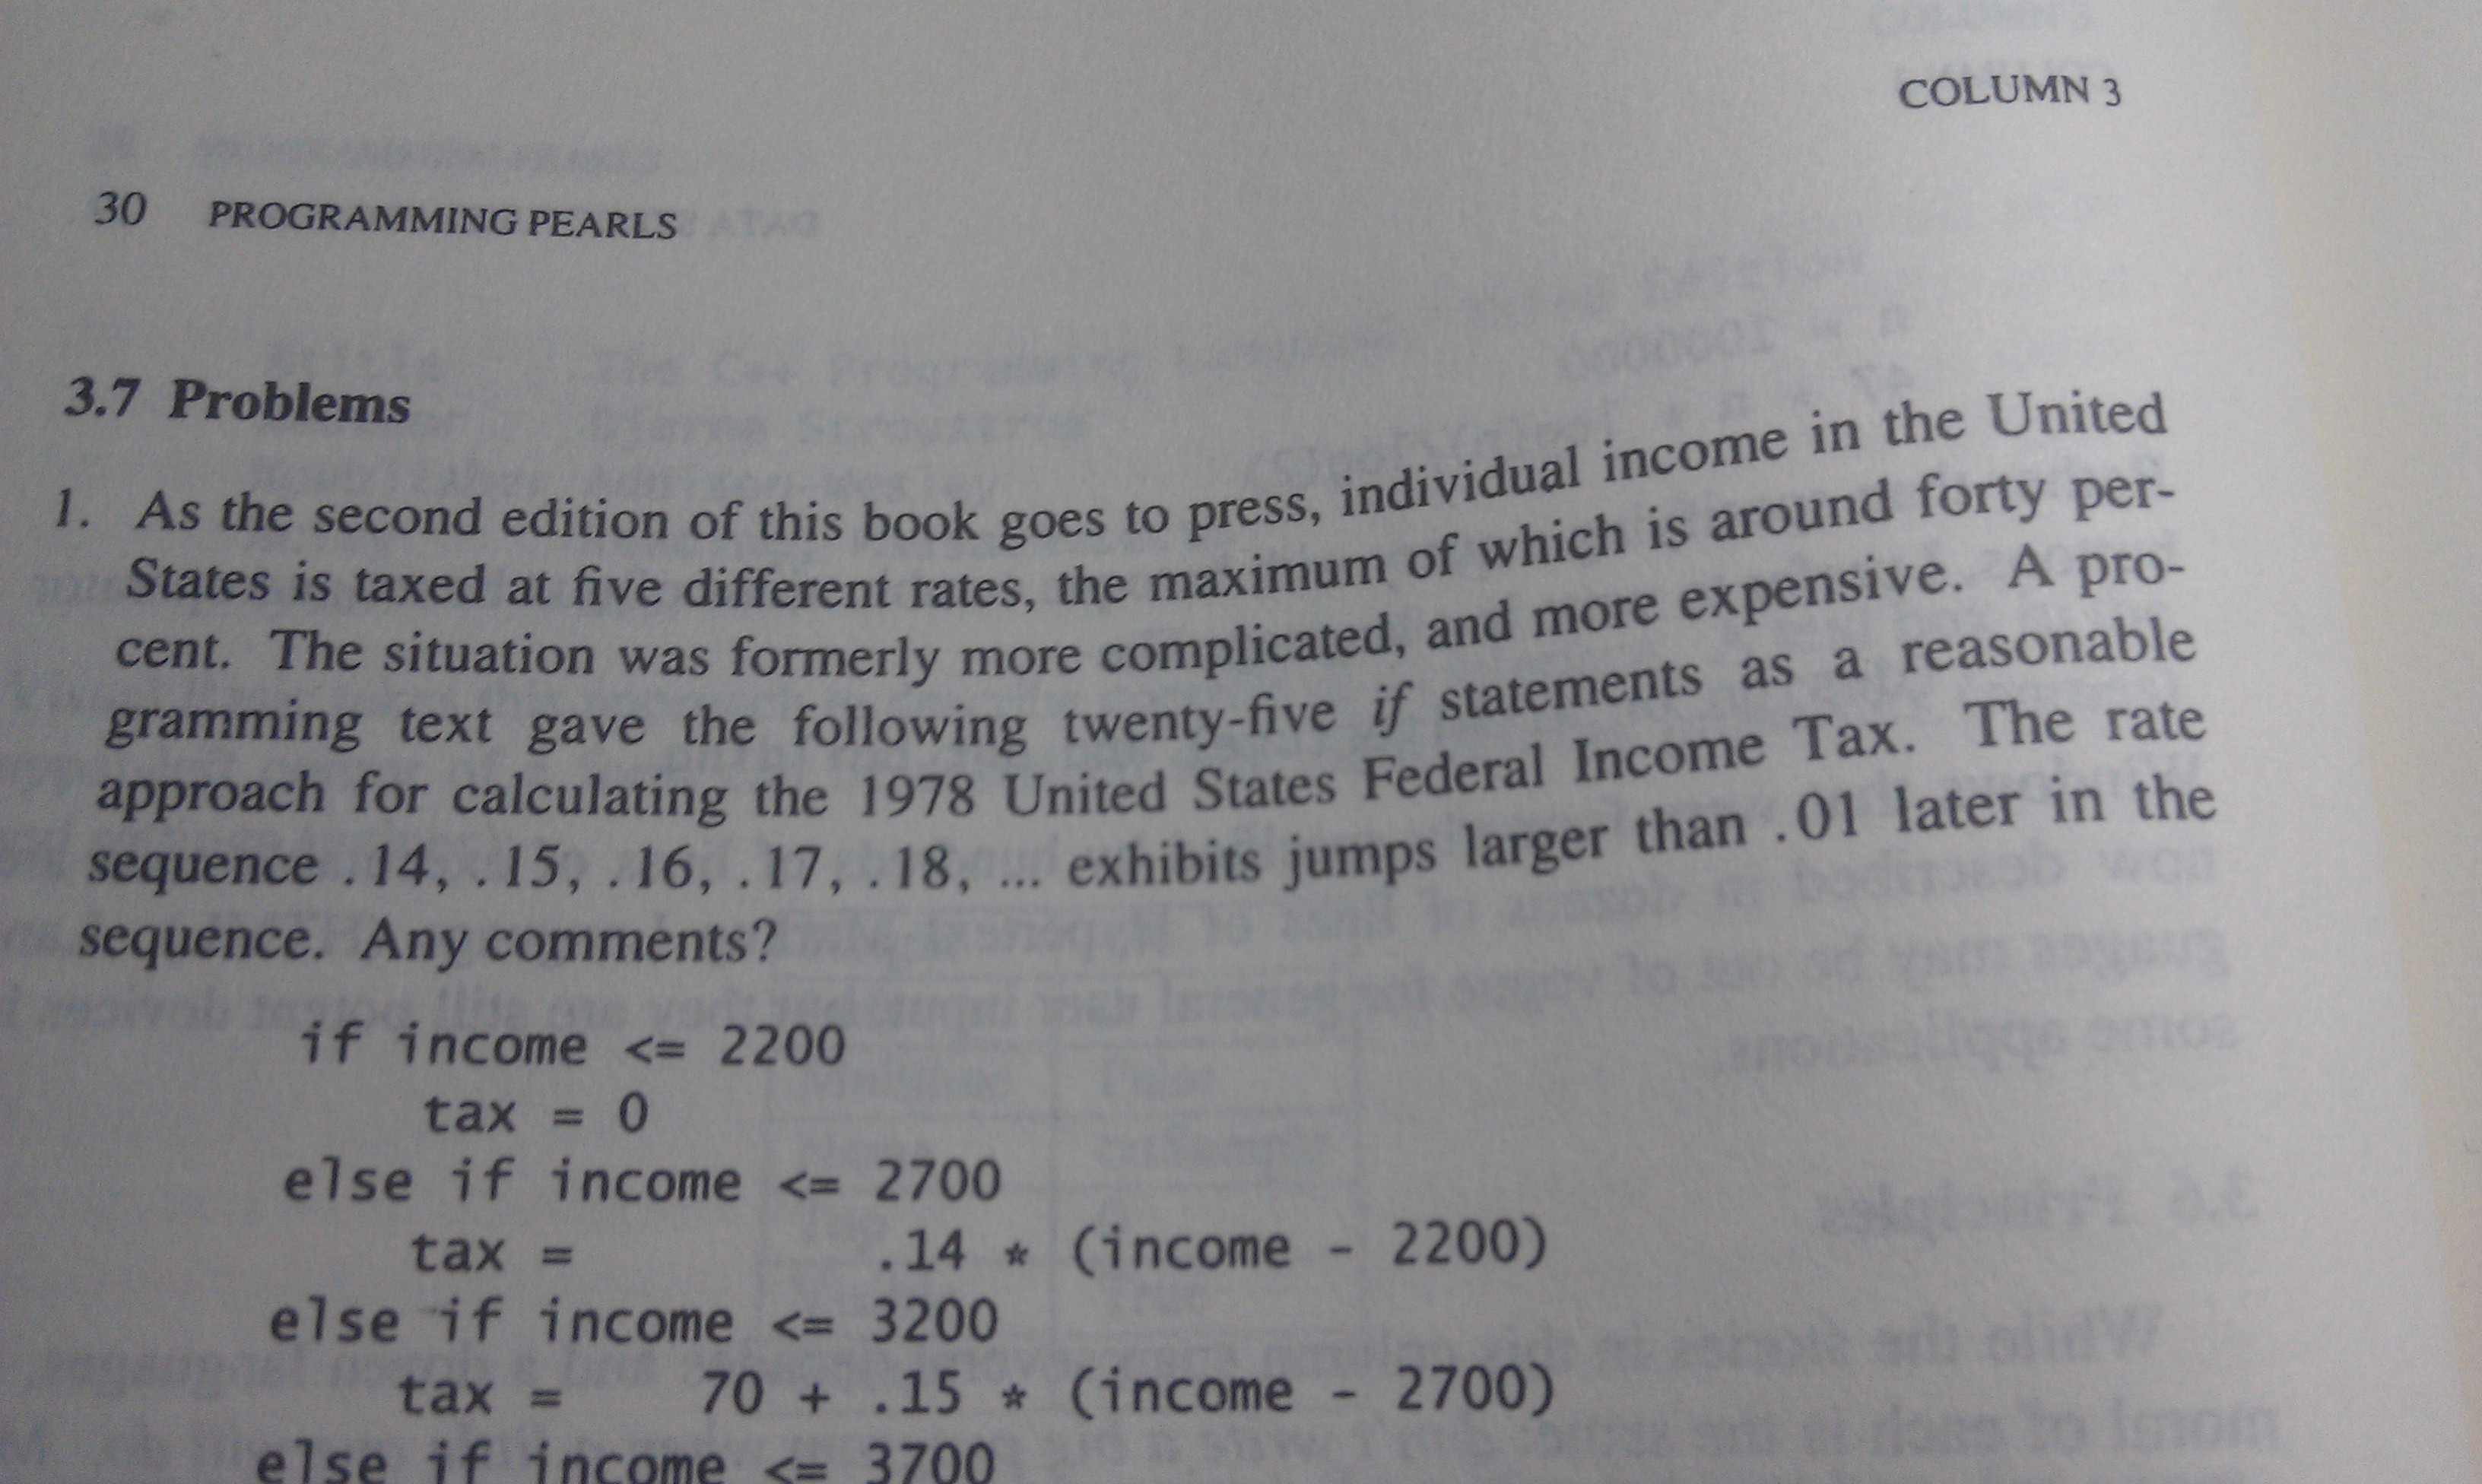 COLUMN 3
30 PROGRAMMING PEARLS
3.7 Problems
1. As the second edition of this book goes to press, individual income in the United
States is taxed at five different rates, the maximum of which is around forty per-
cent. The situation was formerly more complicated, and more expensive. A pro-
gramming text gave the following twenty-five if statements as a reasonable
approach for calculating the 1978 United States Federal Income Tax. The rate
sequence .14, .15, .16, .17, .18, ... exhibits jumps larger than .01 later in the
sequence. Any comments?
if income <= 2200
tax = 0
else if income <= 2700
tax = .14 * (income - 2200)
else if income <= 3200
tax = 70 + .15 * (income - 2700)
else if income <= 3700